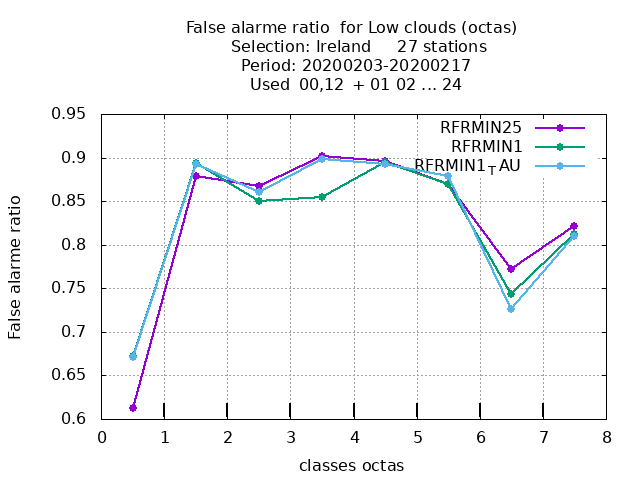 False alarme ratio  for Low clouds (octas)
Selection: Ireland     27 stations
Period: 20200203-20200217
Used  00,12  + 01 02 ... 24
RFRMIN25
RFRMIN1
RFRMIN1TAU
False alarme ratio
0.95
0.9
0.85
0.8
0.75
0.7
0.65
0.6
0 1 2 3 4 5 6 7 8
classes octas